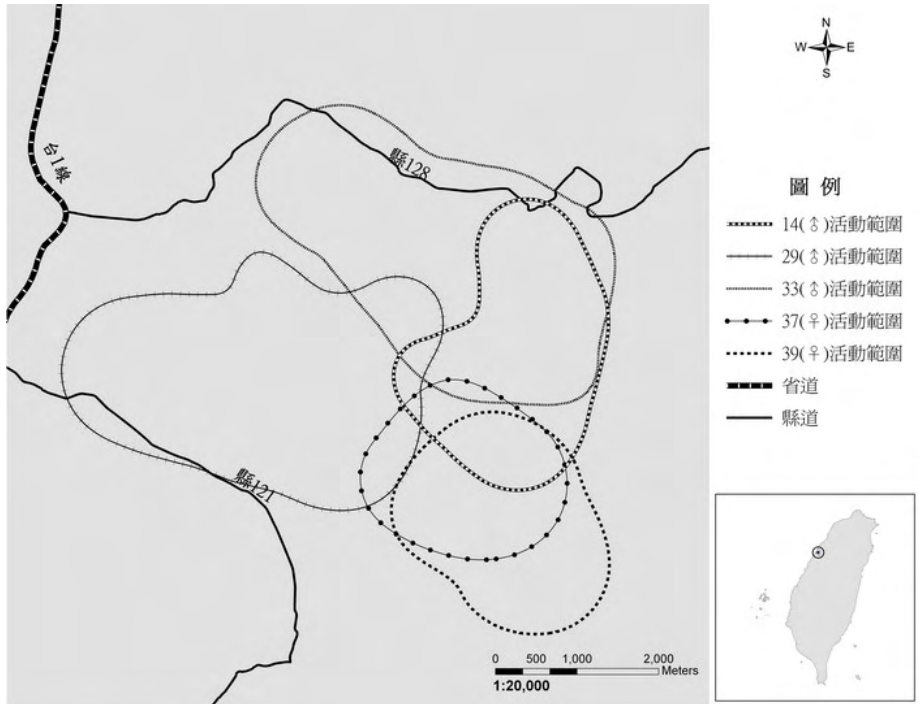 N
W E
S
台1線
縣128
縣121
圖 例
14(♂)活動範圍
29(♂)活動範圍
33(♂)活動範圍
37(♀)活動範圍
39(♀)活動範圍
省道
縣道
0 500 1,000 2,000
Meters
1:20,000